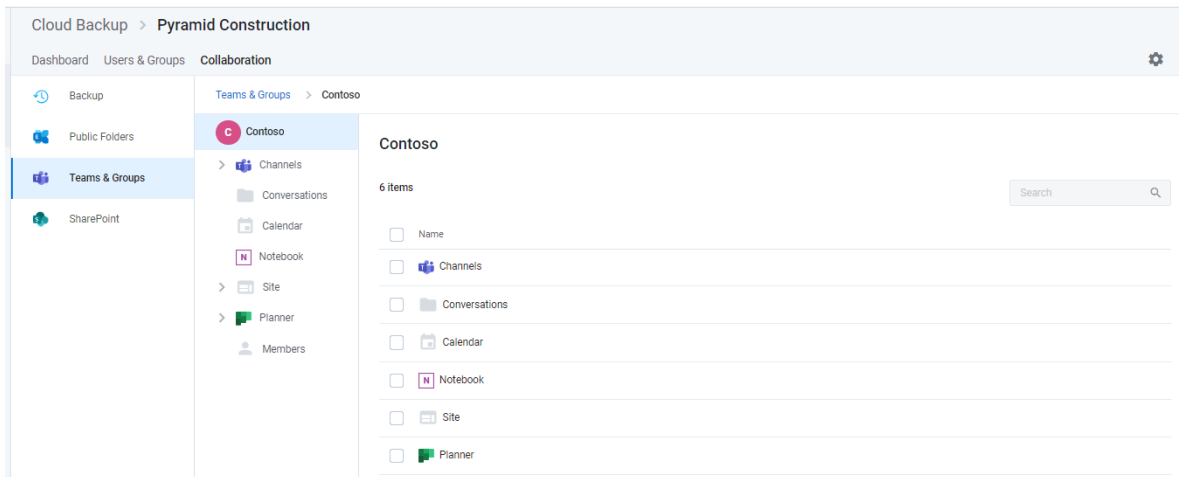 Cloud Backup > Pyramid Construction
Dashboard Users & Groups Collaboration
Backup
Public Folders
Teams & Groups
SharePoint
Teams & Groups > Contoso
C Contoso
Channels
Conversations
Calendar
N Notebook
Site
Planner
Members
Contoso
6 items
Search
Name
Channels
Conversations
Calendar
N Notebook
Site
Planner